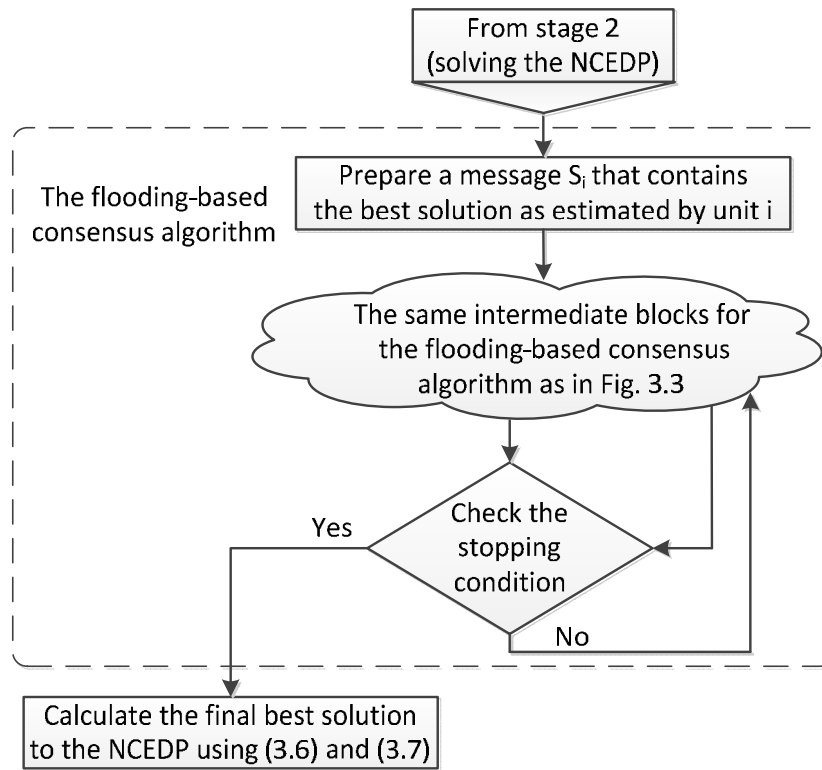 From stage 2
(solving the NCEDP)
The flooding-based
consensus algorithm
Prepare a message Si that contains
the best solution as estimated by unit i
The same intermediate blocks for
the flooding-based consensus
algorithm as in Fig. 3.3
Check the
stopping
condition
Yes
No
Calculate the final best solution
to the NCEDP using (3.6) and (3.7)